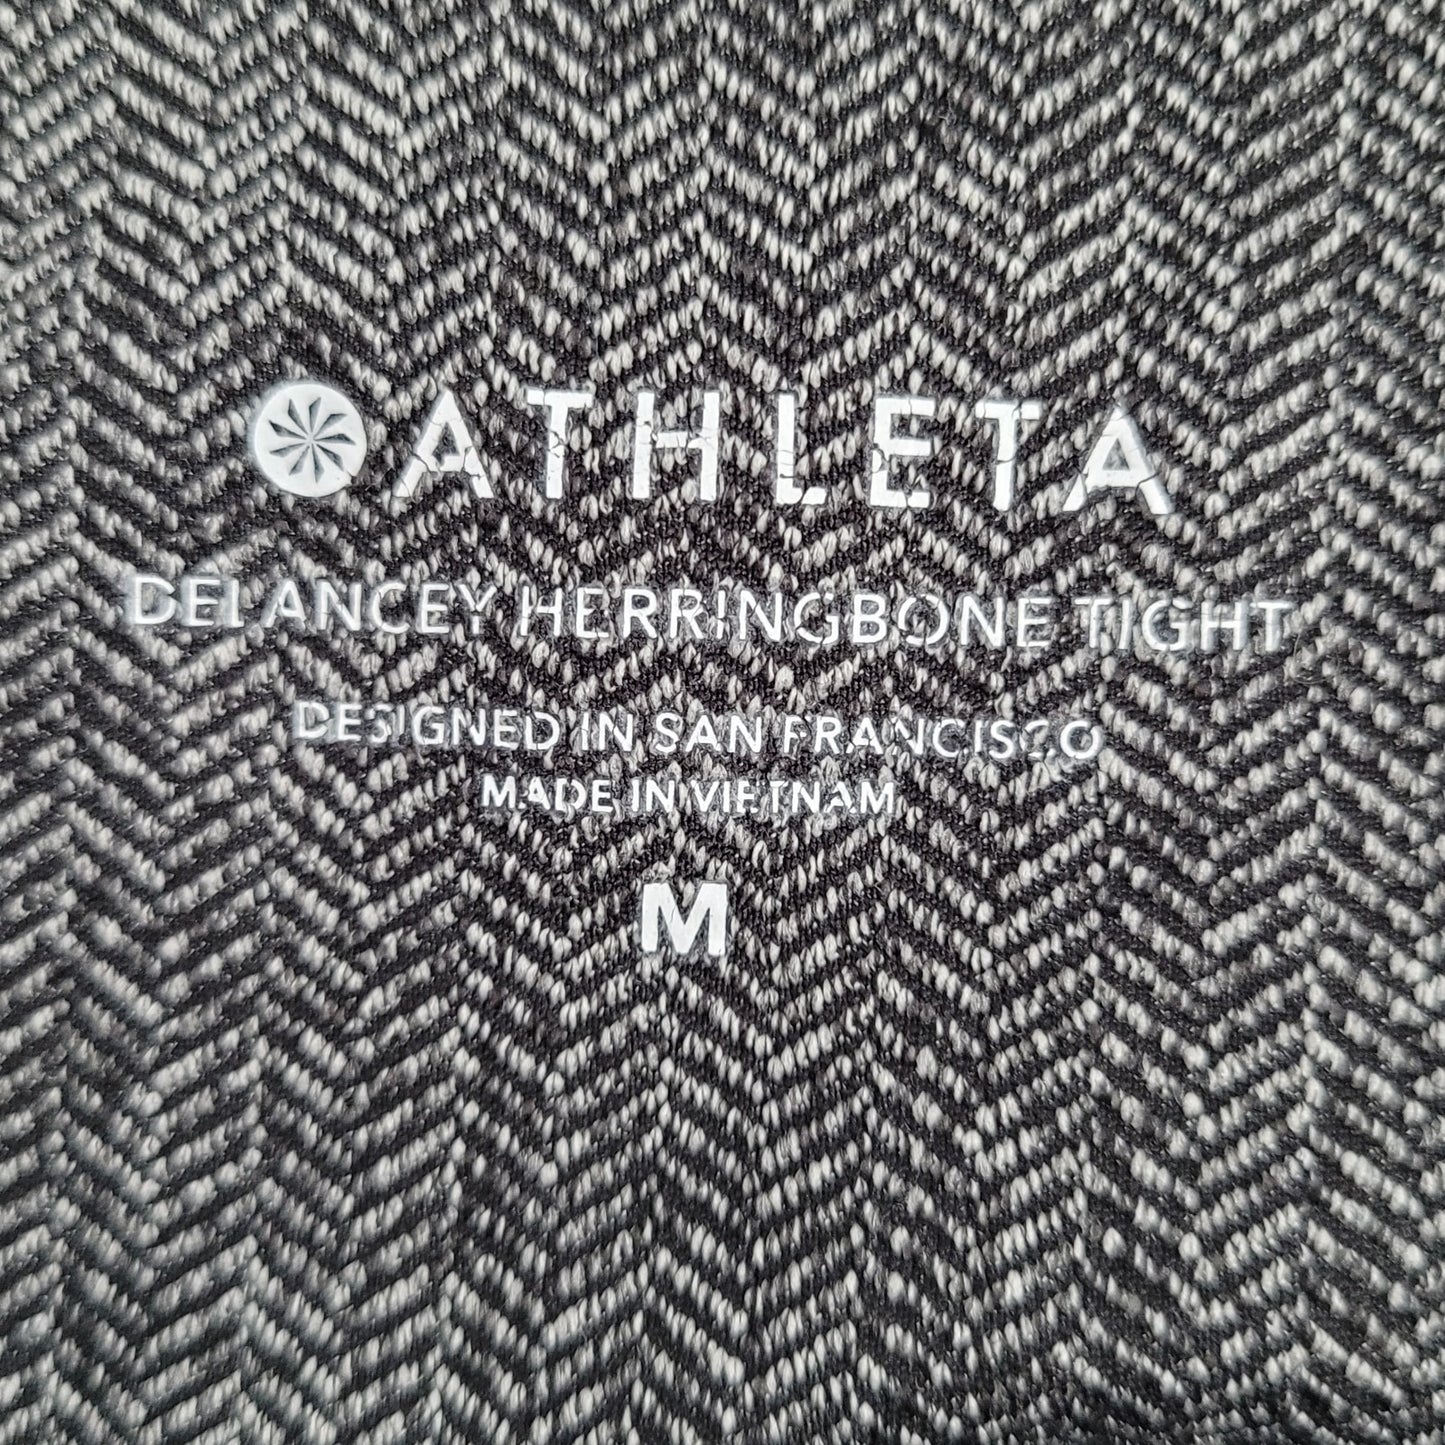 ATHLETA
DELANCEY HERRINGBONE TIGHT
DESIGNED IN SAN FRANCISCO
MADE IN VIETNAM
M